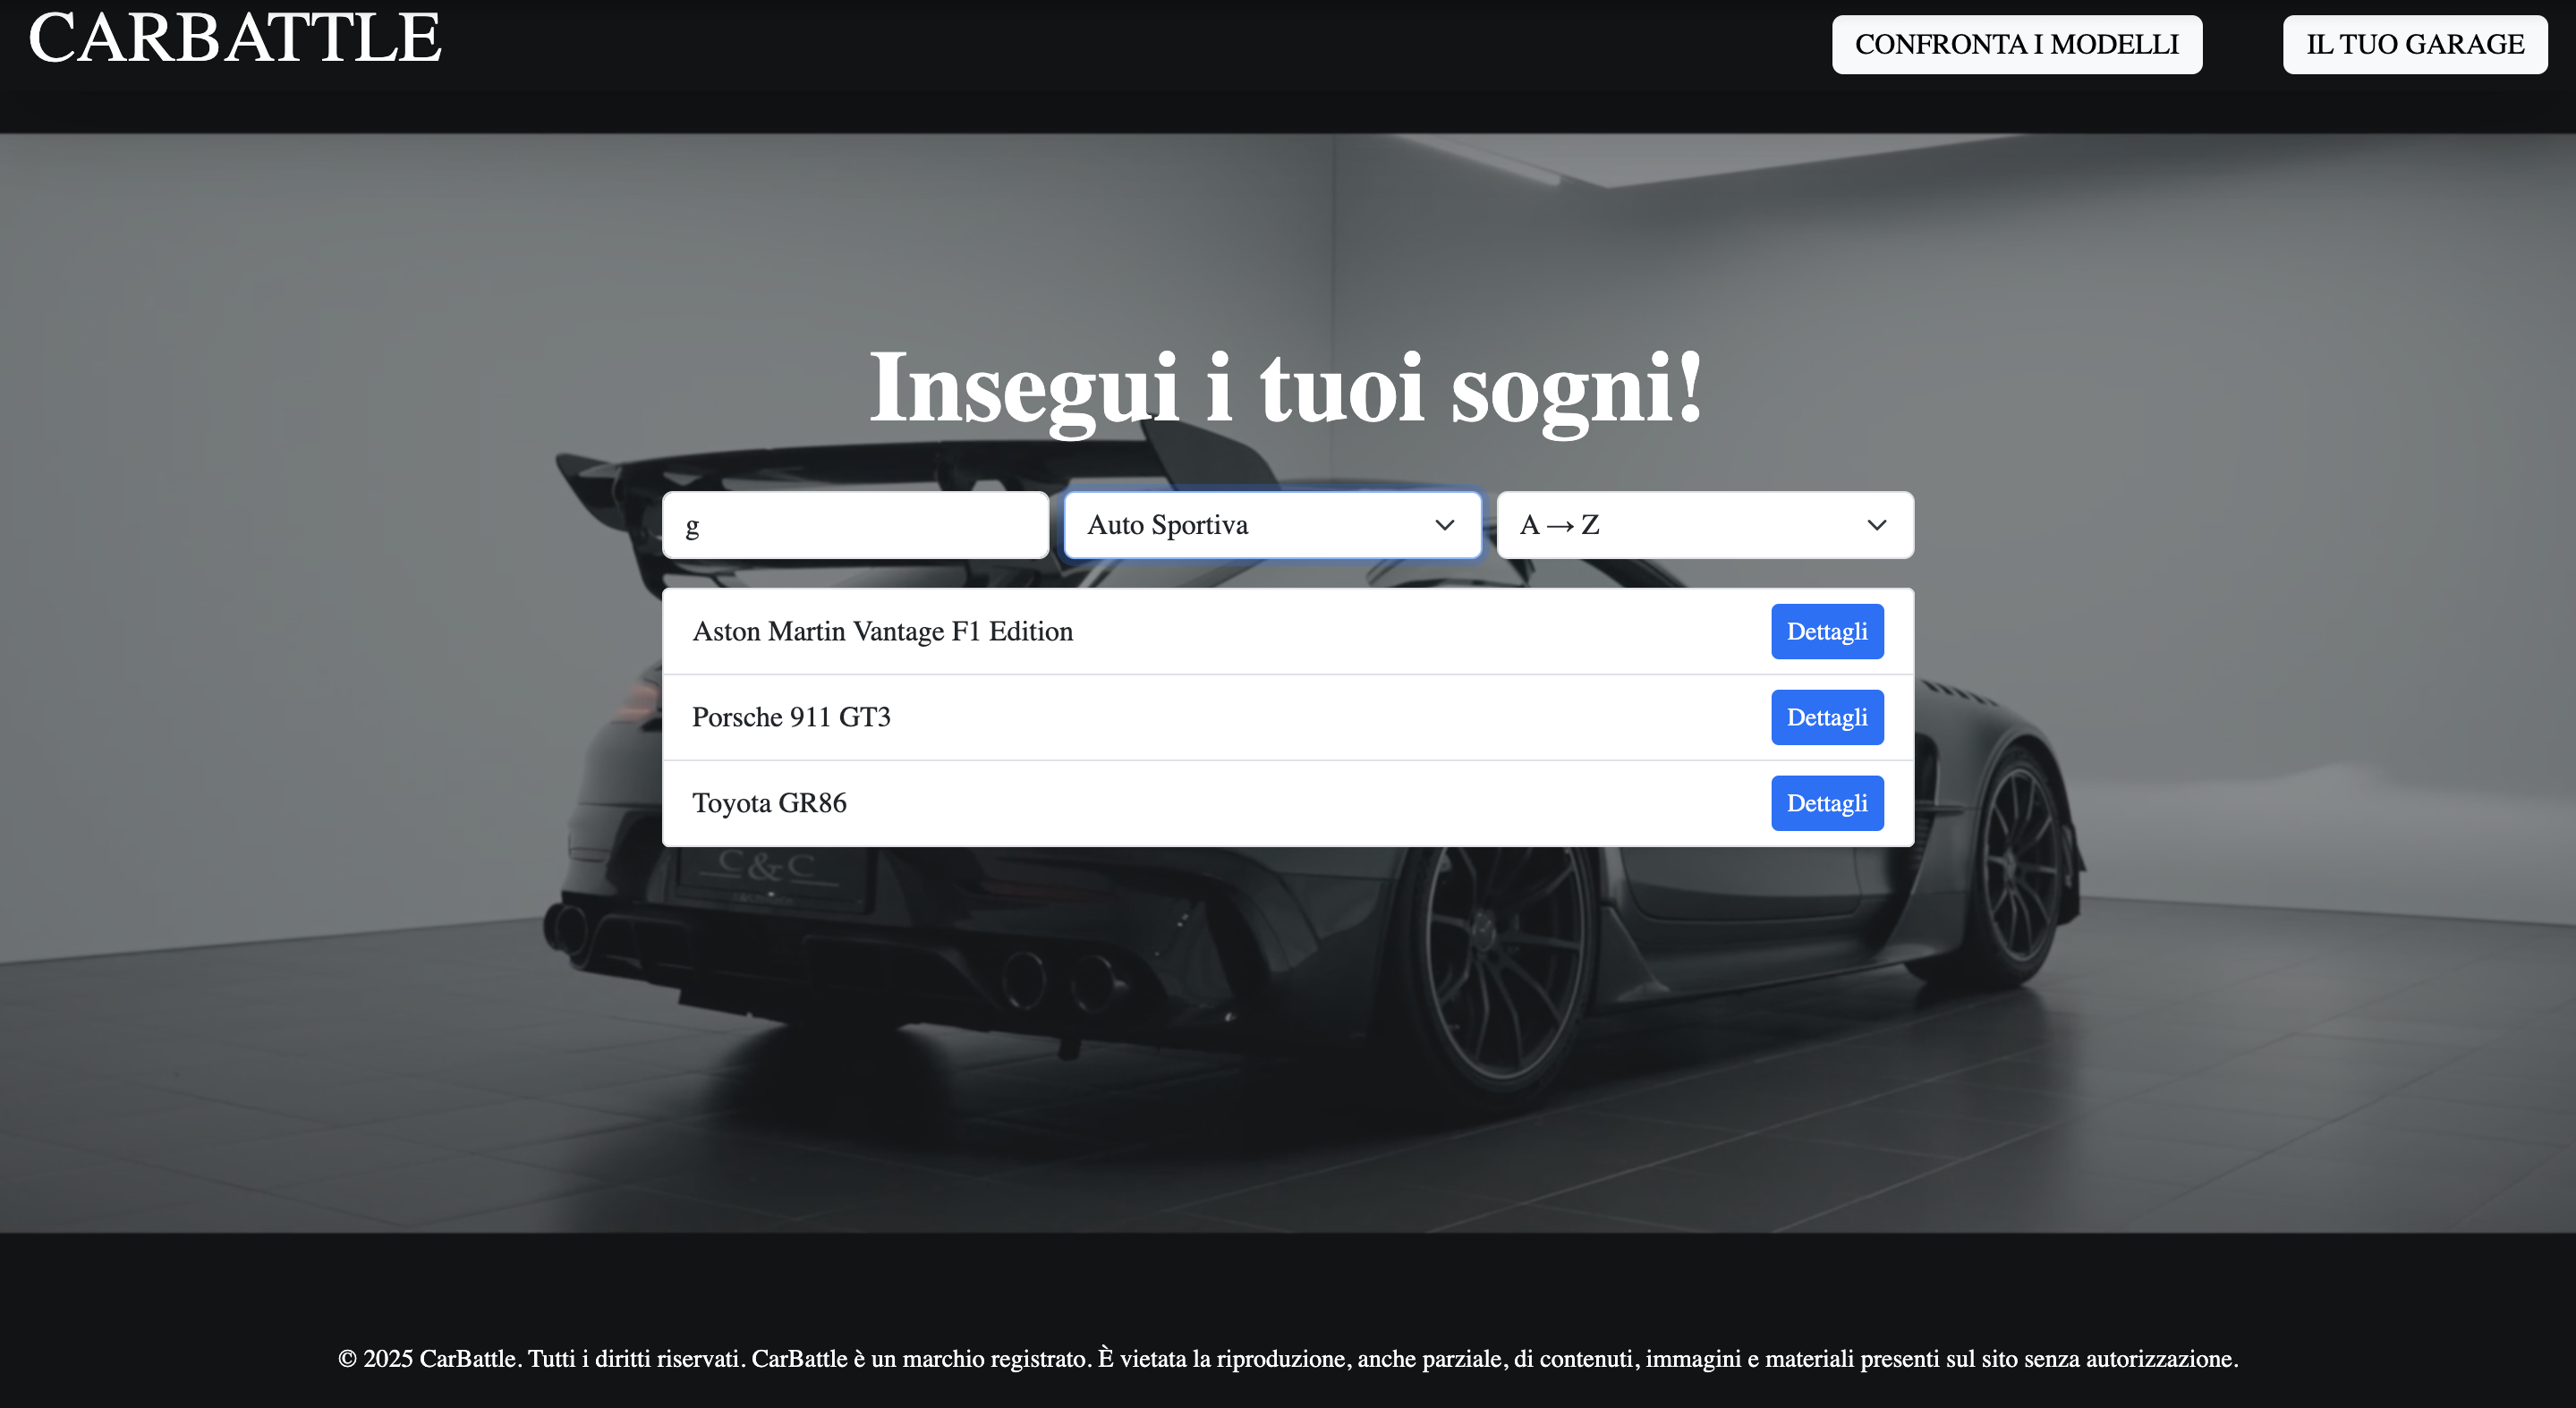 CARBATTLE
CONFRONTA I MODELLI
IL TUO GARAGE
Insegui i tuoi sogni!
g
Auto Sportiva
A → Z
Aston Martin Vantage F1 Edition
Dettagli
Porsche 911 GT3
Dettagli
Toyota GR86
Dettagli
C & C
© 2025 CarBattle. Tutti i diritti riservati. CarBattle è un marchio registrato. È vietata la riproduzione, anche parziale, di contenuti, immagini e materiali presenti sul sito senza autorizzazione.